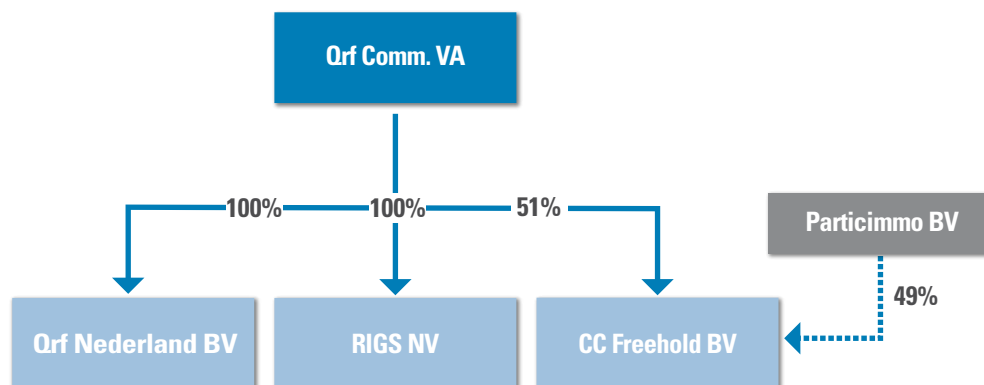 Qrf Comm. VA
100%
100%
51%
Particimmo BV
49%
Qrf Nederland BV
RIGS NV
CC Freehold BV